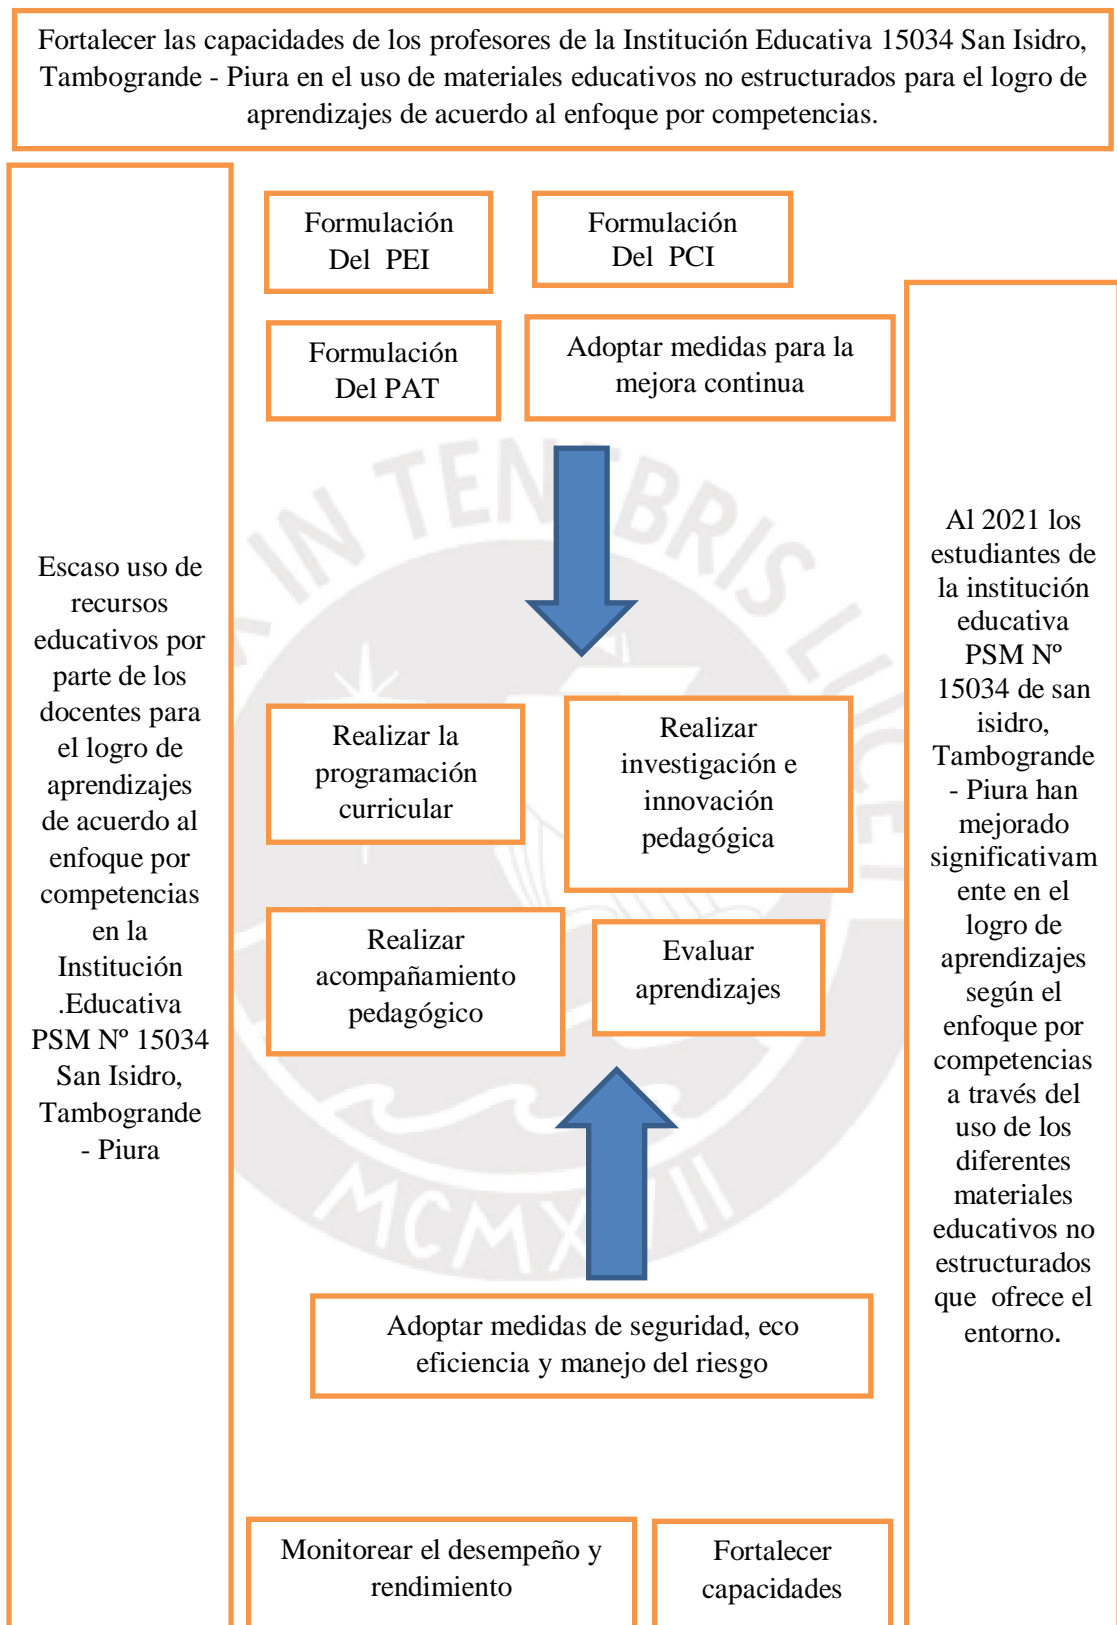 Fortalecer las capacidades de los profesores de la Institución Educativa 15034 San Isidro,
Tambogrande - Piura en el uso de materiales educativos no estructurados para el logro de
aprendizajes de acuerdo al enfoque por competencias.
Escaso uso de
recursos
educativos por
parte de los
docentes para
el logro de
aprendizajes
de acuerdo al
enfoque por
competencias
en la
Institución
.Educativa
PSM Nº 15034
San Isidro,
Tambogrande
- Piura
Formulación
Del PEI
Formulación
Del PCI
Formulación
Del PAT
Adoptar medidas para la
mejora continua
Realizar la
programación
curricular
Realizar
investigación e
innovación
pedagógica
Realizar
acompañamiento
pedagógico
Evaluar
aprendizajes
Adoptar medidas de seguridad, eco
eficiencia y manejo del riesgo
Monitorear el desempeño y
rendimiento
Fortalecer
capacidades
Al 2021 los
estudiantes de
la institución
educativa
PSM Nº
15034 de san
isidro,
Tambogrande
- Piura han
mejorado
significativam
ente en el
logro de
aprendizajes
según el
enfoque por
competencias
a través del
uso de los
diferentes
materiales
educativos no
estructurados
que ofrece el
entorno.
IN TENEBRIS LUCET